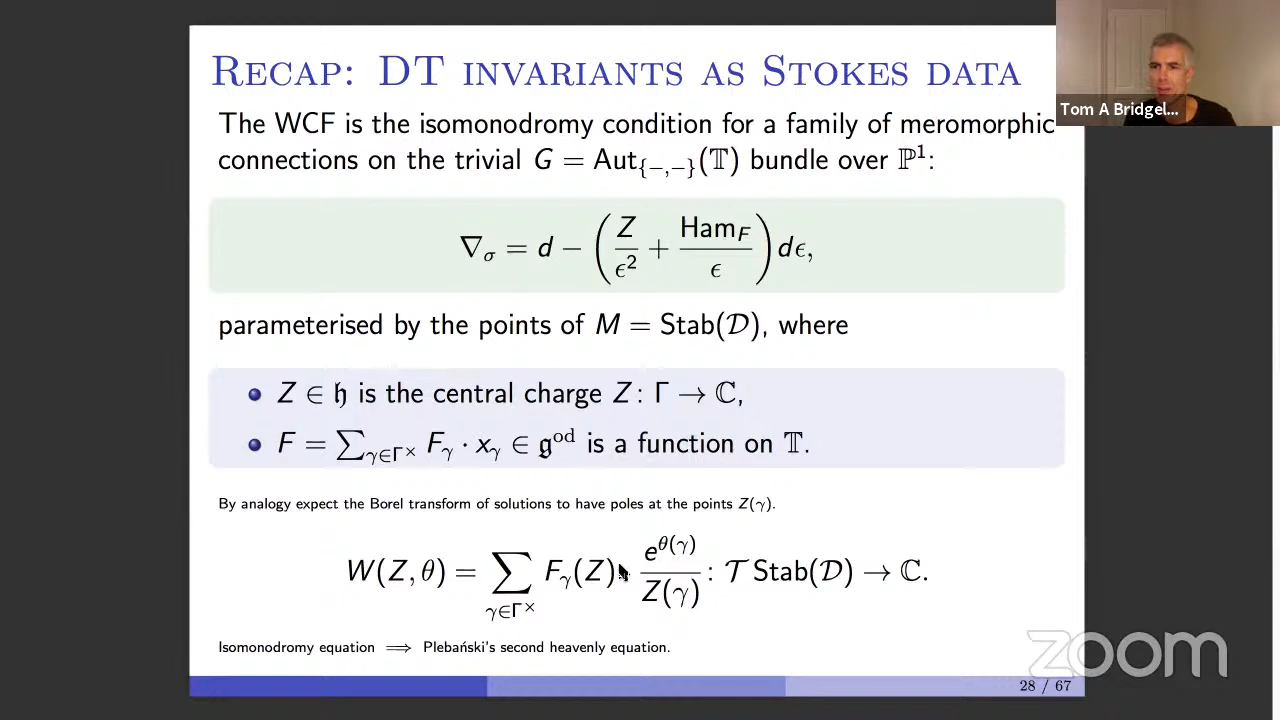 RECAP: DT INVARIANTS AS STOKES DATA
The WCF is the isomonodromy condition for a family of meromorphic
connections on the trivial G = Aut_{−,−}(𝕋) bundle over ℙ¹:
∇_σ = d − (Z/ϵ² + Ham_F/ϵ) dϵ,
parameterised by the points of M = Stab(𝒟), where
• Z ∈ 𝔥 is the central charge Z: Γ → ℂ,
• F = ∑_{γ∈Γ^×} F_γ · x_γ ∈ 𝔤^od is a function on 𝕋.
By analogy expect the Borel transform of solutions to have poles at the points Z(γ).
W(Z, θ) = ∑_{γ∈Γ^×} F_γ(Z) · e^{θ(γ)}/Z(γ) : 𝒯 Stab(𝒟) → ℂ.
Isomonodromy equation ⟹ Plebański's second heavenly equation.
28 / 67
Tom A Bridgel...
zoom